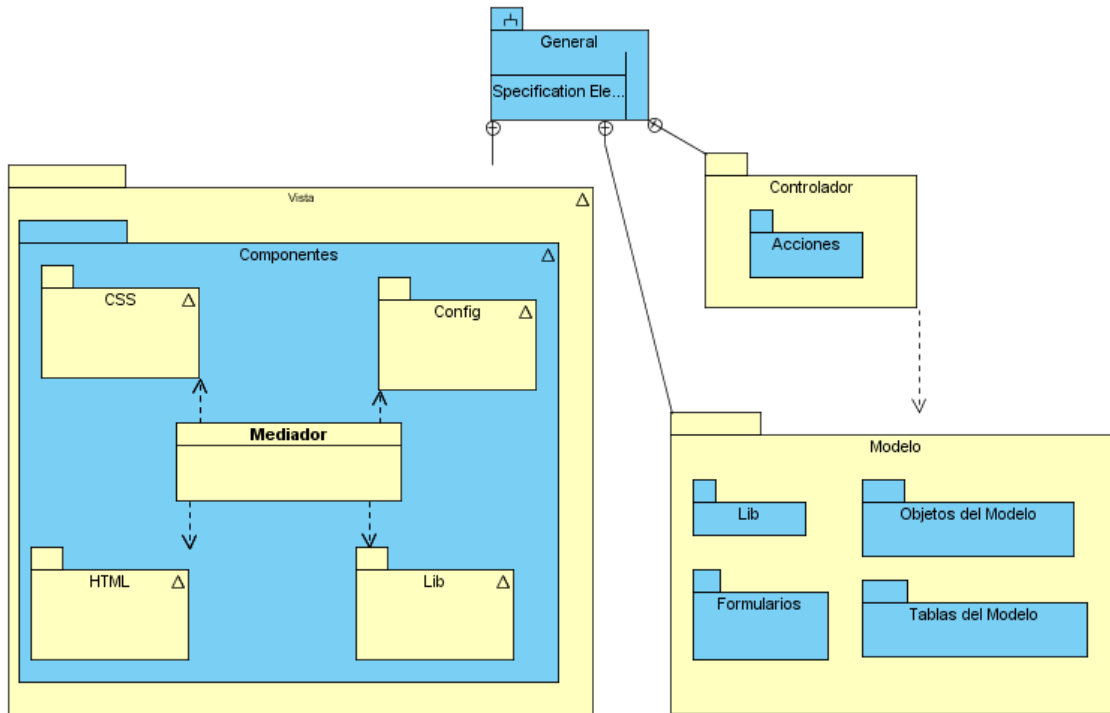 General
Specification Ele...
Vista
Componentes
CSS
Config
Mediador
HTML
Lib
Controlador
Acciones
Modelo
Lib
Objetos del Modelo
Formularios
Tablas del Modelo